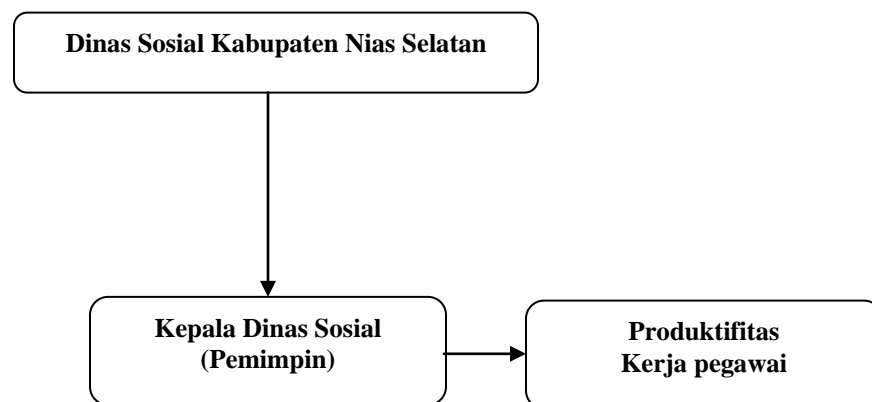 Dinas Sosial Kabupaten Nias Selatan
Kepala Dinas Sosial
(Pemimpin)
Produktifitas
Kerja pegawai